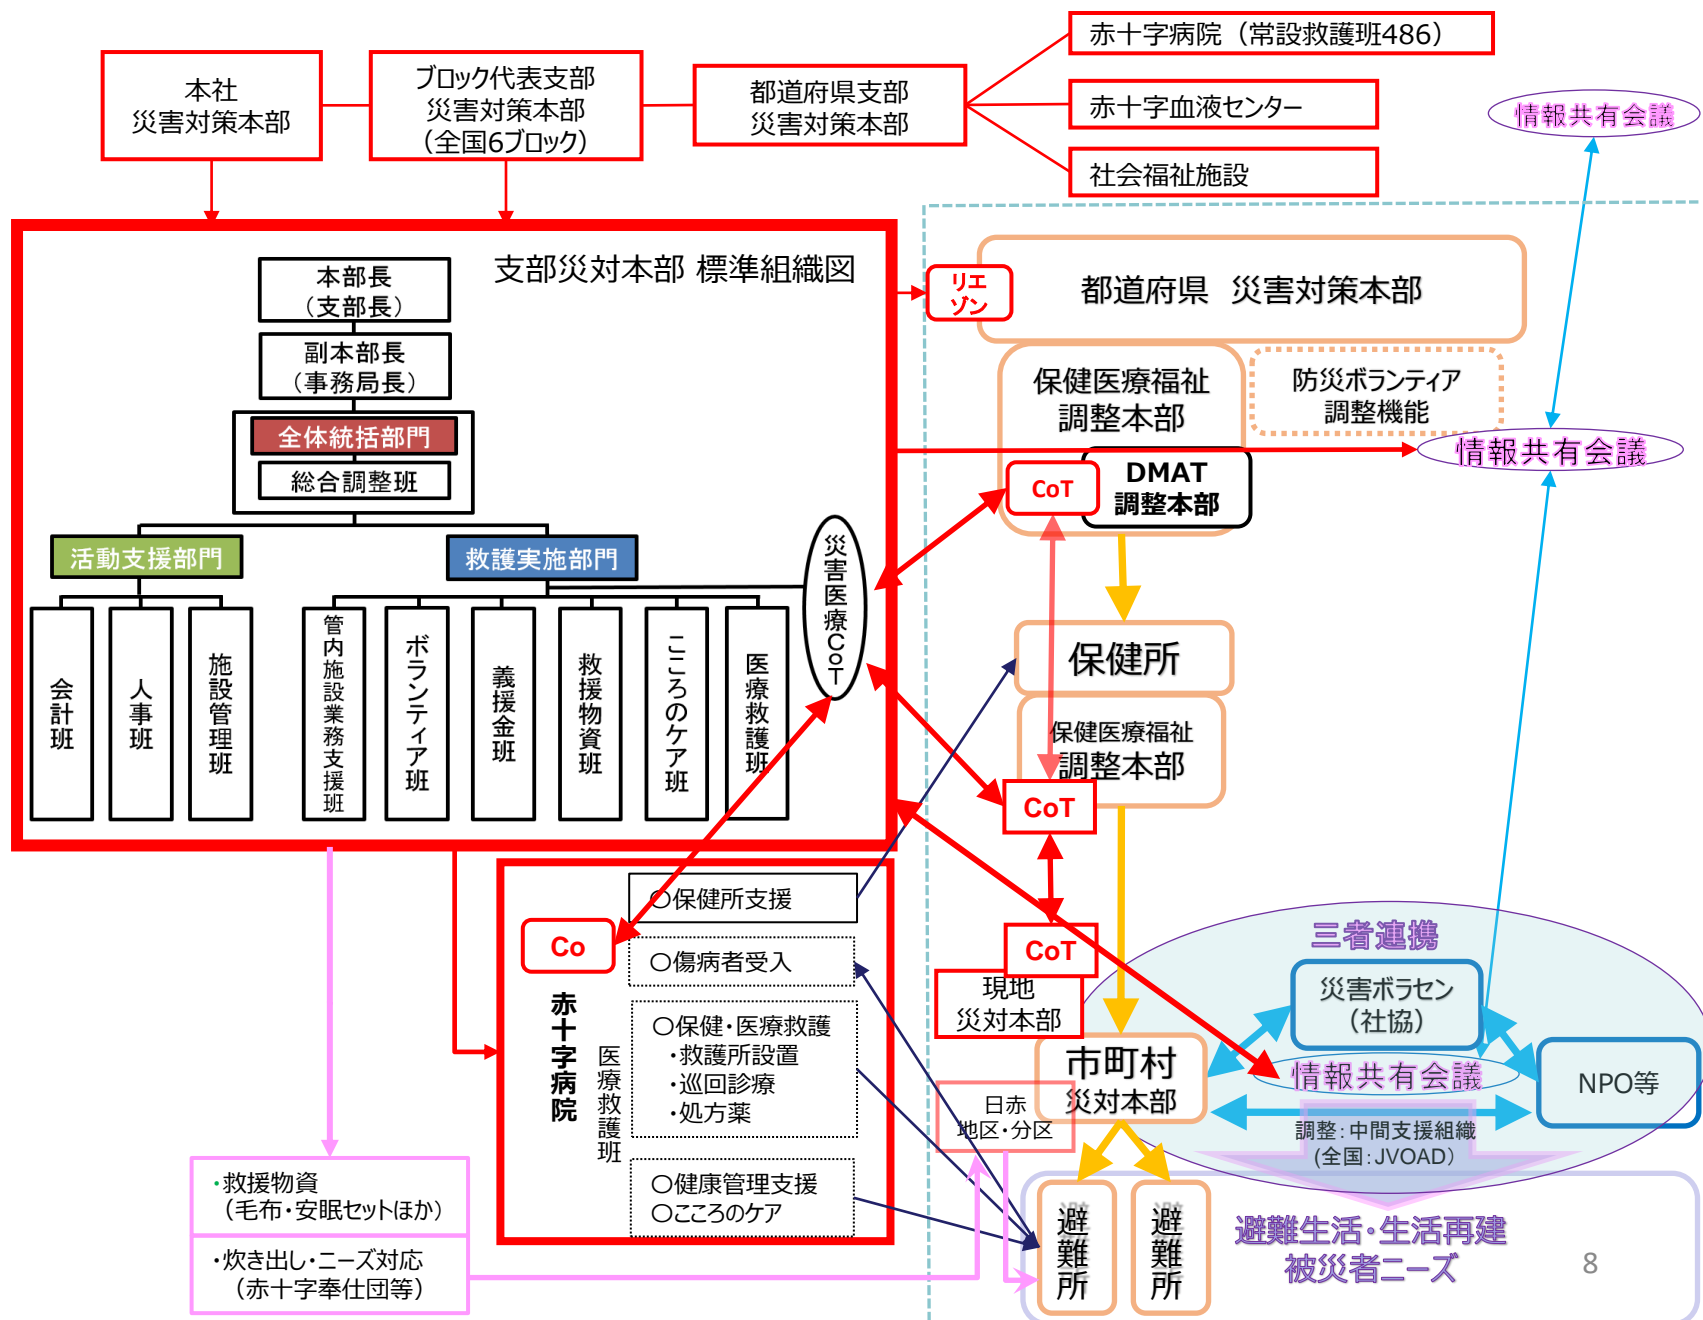 本社
災害対策本部
ブロック代表支部
災害対策本部
（全国6ブロック）
都道府県支部
災害対策本部
赤十字病院（常設救護班486）
赤十字血液センター
社会福祉施設
情報共有会議
支部災対本部 標準組織図
本部長
（支部長）
副本部長
（事務局長）
全体統括部門
総合調整班
活動支援部門
救護実施部門
会計班
人事班
施設管理班
管内施設業務支援班
ボランティア班
義援金班
救援物資班
こころのケア班
医療救護班
災害医療CoT
リエ
ゾン
都道府県　災害対策本部
保健医療福祉
調整本部
防災ボランティア
調整機能
情報共有会議
CoT
DMAT
調整本部
保健所
保健医療福祉
調整本部
CoT
CoT
現地
災対本部
市町村
災対本部
日赤
地区・分区
三者連携
災害ボラセン
（社協）
情報共有会議
NPO等
調整：中間支援組織
(全国：JVOAD）
避難所
避難所
避難生活・生活再建
被災者ニーズ
Co
赤十字病院
医療救護班
〇保健所支援
〇傷病者受入
〇保健・医療救護
・救護所設置
・巡回診療
・処方薬
〇健康管理支援
〇こころのケア
・救援物資
（毛布・安眠セットほか）
・炊き出し・ニーズ対応
（赤十字奉仕団等）
8